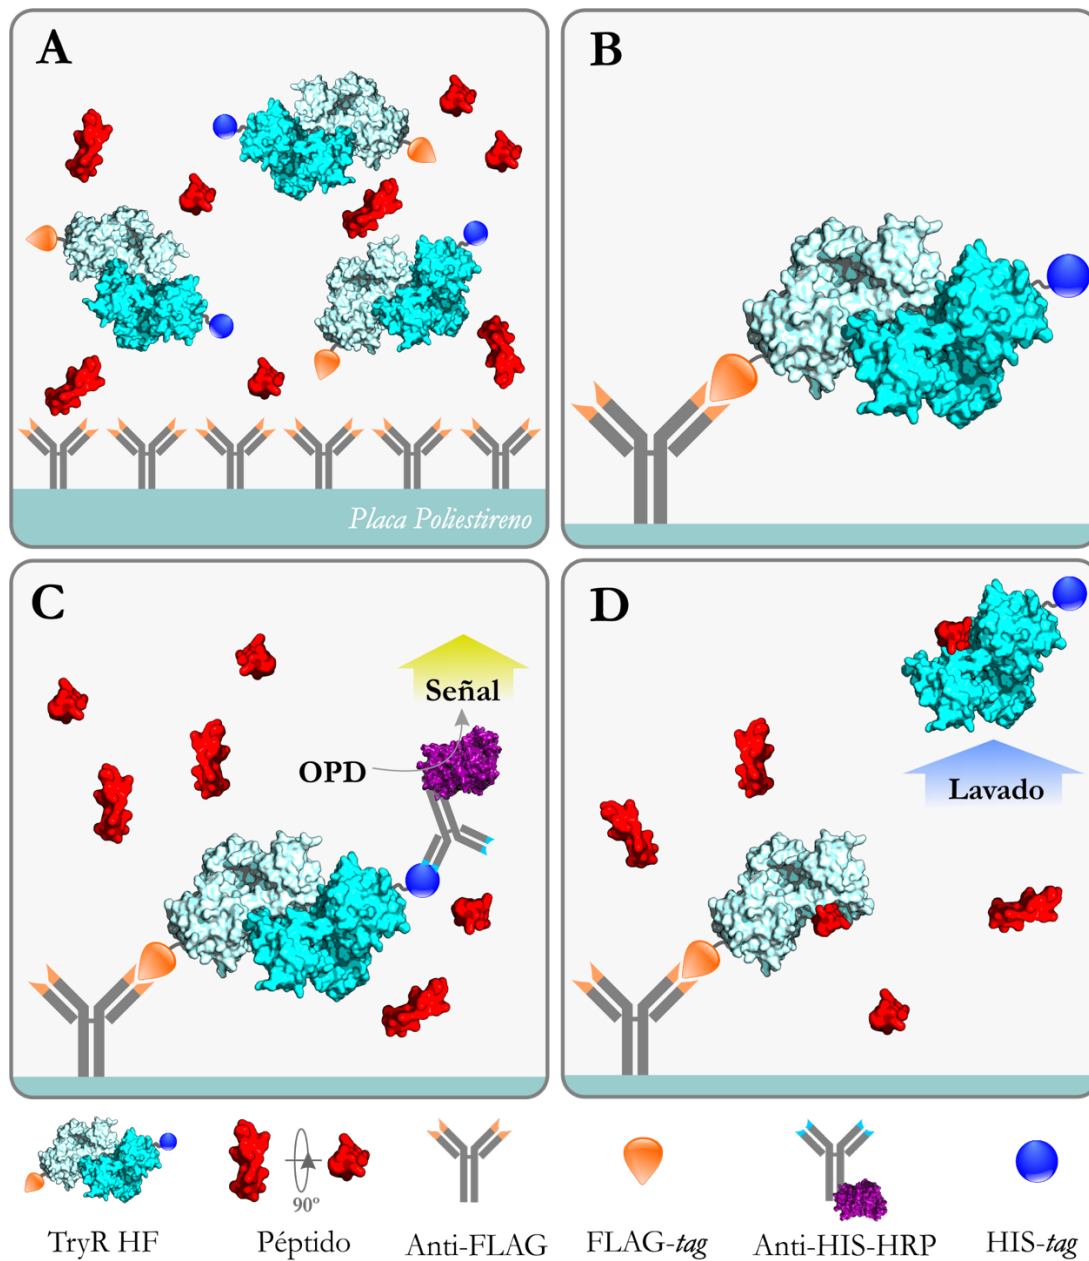 A
B
Placa Poliestireno
C
D
Señal
OPD
Lavado
90º
TryR HF
Péptido
Anti-FLAG
FLAG-tag
Anti-HIS-HRP
HIS-tag